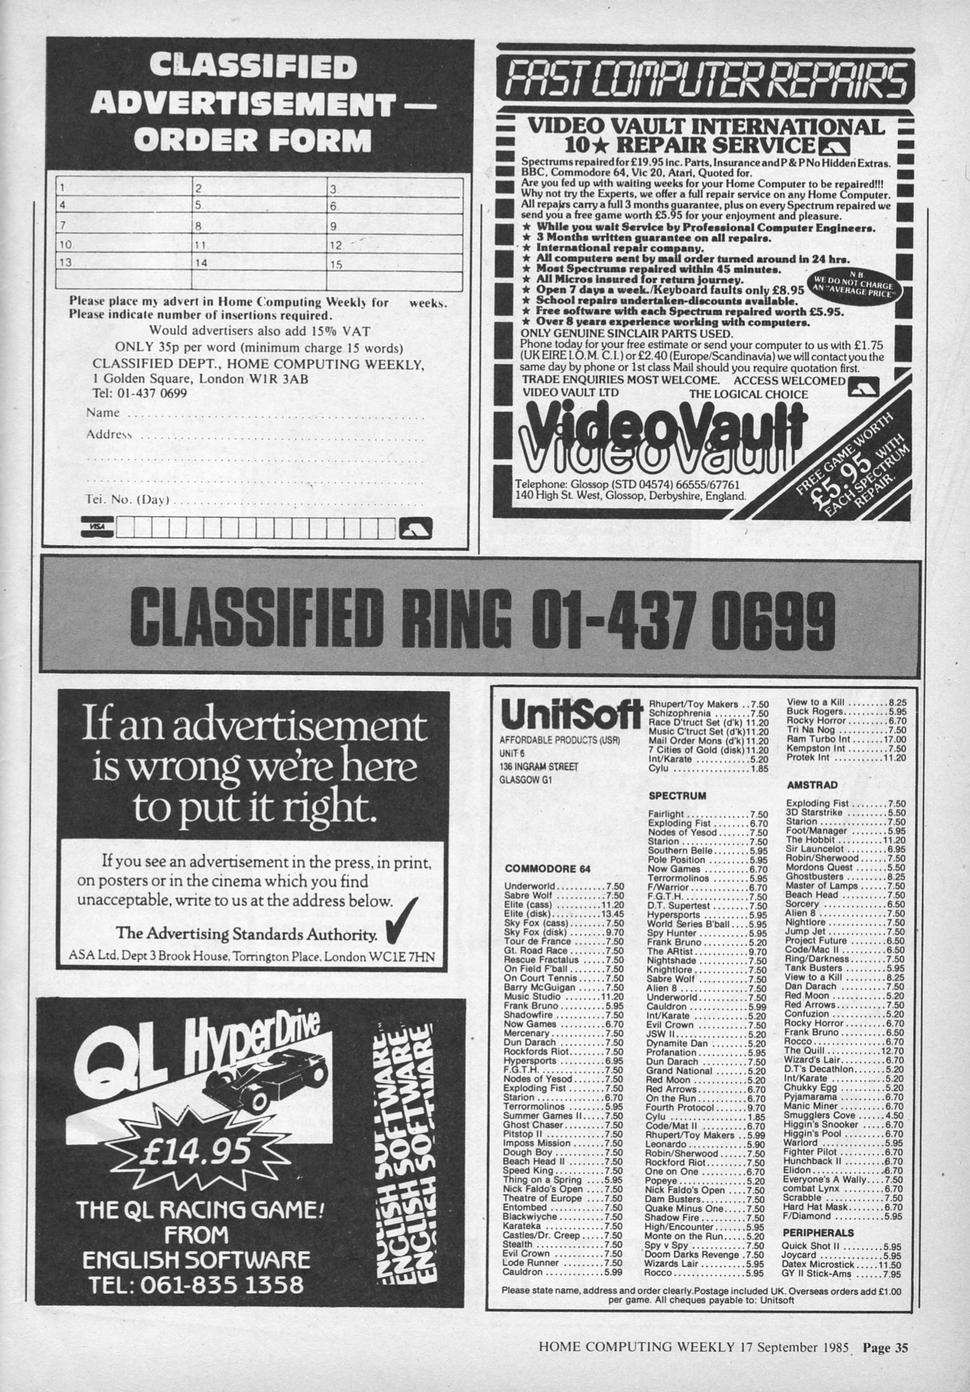 CLASSIFIED
ADVERTISEMENT —
ORDER FORM
1 2 3
4 5. 6.
7 8. 9
10 11 12
13 14 15
Please place my advert in Home Computing Weekly for weeks.
Please indicate number of insertions required.
Would advertisers also add 15% VAT
ONLY 35p per word (minimum charge 15 words)
CLASSIFIED DEPT., HOME COMPUTING WEEKLY,
1 Golden Square, London W1R 3AB
Tel: 01-437 0699
Name
Address
Tel. No. (Day)
VISA
FAST COMPUTER REPAIRS
VIDEO VAULT INTERNATIONAL
10★ REPAIR SERVICE
Spectrums repaired for £19.95 inc. Parts, Insurance and P & P No Hidden Extras.
BBC, Commodore 64, Vic 20, Atari, Quoted for.
Are you fed up with waiting weeks for your Home Computer to be repaired!!!
Why not try the Experts, we offer a full repair service on any Home Computer.
All repairs carry a full 3 months guarantee, plus on every Spectrum repaired we
send you a free game worth £5.95 for your enjoyment and pleasure.
★ While you wait Service by Professional Computer Engineers.
★ 3 Months written guarantee on all repairs.
★ International repair company.
★ All computers sent by mail order turned around in 24 hrs.
★ Most Spectrums repaired within 45 minutes.
★ All Micros insured for return journey.
★ Open 7 days a week./Keyboard faults only £8.95
★ School repairs undertaken-discounts available.
★ Free software with each Spectrum repaired worth £5.95.
★ Over 8 years experience working with computers.
N.B.
WE DO NOT CHARGE
AN "AVERAGE PRICE"
ONLY GENUINE SINCLAIR PARTS USED.
Phone today for your free estimate or send your computer to us with £1.75
(UK EIRE I.O.M. C.I.) or £2.40 (Europe/Scandinavia) we will contact you the
same day by phone or 1st class Mail should you require quotation first.
TRADE ENQUIRIES MOST WELCOME. ACCESS WELCOMED
VIDEO VAULT LTD THE LOGICAL CHOICE
VideoVault
VideoVault
Telephone: Glossop (STD 04574) 66555/67761
140 High St. West, Glossop, Derbyshire, England.
FREE GAME WORTH
£5.95 WITH
EACH SPECTRUM
REPAIR.
CLASSIFIED RING 01-437 0699
If an advertisement
is wrong we're here
to put it right.
If you see an advertisement in the press, in print,
on posters or in the cinema which you find
unacceptable, write to us at the address below.
The Advertising Standards Authority.
ASA Ltd, Dept 3 Brook House, Torrington Place, London WC1E 7HN
QL HyperDrive
£14.95
THE QL RACING GAME!
FROM
ENGLISH SOFTWARE
TEL: 061-835 1358
ENGLISH SOFTWARE
ENGLISH SOFTWARE
ENGLISH SOFTWARE
UnitSoft
AFFORDABLE PRODUCTS (USR)
UNIT 6
136 INGRAM STREET
GLASGOW G1
COMMODORE 64
Underworld...........7.50
Sabre Wolf...........7.50
Elite (cass)...........11.20
Elite (disk)...........13.45
Sky Fox (cass)...........7.50
Sky Fox (disk)...........9.70
Tour de France...........7.50
Gt. Road Race...........7.50
Rescue Fractalus...........7.50
On Field F'ball...........7.50
On Court Tennis...........7.50
Barry McGuigan...........7.50
Music Studio...........11.20
Frank Bruno...........5.95
Shadowfire...........7.50
Now Games...........6.70
Mercenary...........7.50
Dun Darach...........7.50
Rockfords Riot...........7.50
Hypersports...........6.95
F.G.T.H...........7.50
Nodes of Yesod...........7.50
Exploding Fist...........7.50
Starion...........6.70
Terrormolinos...........5.95
Summer Games II...........7.50
Ghost Chaser...........7.50
Pitstop II...........7.50
Imposs Mission...........7.50
Dough Boy...........7.50
Beach Head II...........7.50
Speed King...........7.50
Thing on a Spring...........5.95
Nick Faldo's Open...........7.50
Theatre of Europe...........7.50
Entombed...........7.50
Blackwiyche...........7.50
Karateka...........7.50
Castles/Dr. Creep...........7.50
Stealth...........7.50
Evil Crown...........7.50
Lode Runner...........7.50
Cauldron...........5.99
Rhupert/Toy Makers..7.50
Schizophrenia........7.50
Race D'truct Set (d'k)11.20
Music C'truct Set (d'k)11.20
Mail Order Mons (d'k)11.20
7 Cities of Gold (disk)11.20
Int/Karate...........5.20
Cylu...........1.85
SPECTRUM
Fairlight...........7.50
Exploding Fist...........6.70
Nodes of Yesod...........7.50
Starion...........7.50
Southern Belle...........5.95
Pole Position...........5.95
Now Games...........6.70
Terrormolinos...........5.95
F/Warrior...........6.70
F.G.T.H...........7.50
D.T. Supertest...........7.50
Hypersports...........5.95
World Series B'ball...........5.95
Spy Hunter...........5.95
Frank Bruno...........5.20
The ARtist...........9.70
Nightshade...........7.50
Knightlore...........7.50
Sabre Wolf...........7.50
Alien 8...........7.50
Underworld...........7.50
Cauldron...........5.99
Int/Karate...........5.20
Evil Crown...........7.50
JSW II...........5.20
Dynamite Dan...........5.20
Profanation...........5.95
Dun Darach...........7.50
Grand National...........5.20
Red Moon...........5.20
Red Arrows...........6.70
On the Run...........6.70
Fourth Protocol...........9.70
Cylu...........1.85
Code/Mat II...........6.70
Rhupert/Toy Makers..5.99
Leonardo...........5.90
Robin/Sherwood...........7.50
Rockford Riot...........7.50
One on One...........6.70
Popeye...........5.20
Nick Faldo's Open...........7.50
Dam Busters...........7.50
Quake Minus One...........7.50
Shadow Fire...........7.50
High/Encounter...........5.95
Monte on the Run...........5.20
Spy v Spy...........7.50
Doom Darks Revenge.7.50
Wizards Lair...........5.95
Rocco...........5.95
View to a Kill...........8.25
Buck Rogers...........5.95
Rocky Horror...........6.70
Tri Na Nog...........7.50
Ram Turbo Int...........17.00
Kempston Int...........7.50
Protek Int...........11.20
AMSTRAD
Exploding Fist...........7.50
3D Starstrike...........5.50
Starion...........7.50
Foot/Manager...........5.95
The Hobbit...........11.20
Sir Launcelot...........6.95
Robin/Sherwood...........7.50
Mordons Quest...........5.50
Ghostbusters...........8.25
Master of Lamps...........7.50
Beach Head...........7.50
Sorcery...........6.50
Alien 8...........7.50
Nightlore...........7.50
Jump Jet...........7.50
Project Future...........6.50
Code/Mac II...........6.50
Ring/Darkness...........7.50
Tank Busters...........5.95
View to a Kill...........8.25
Dan Darach...........7.50
Red Moon...........5.20
Red Arrows...........7.50
Confuzion...........5.20
Rocky Horror...........6.70
Frank Bruno...........6.50
Rocco...........6.70
The Quill...........12.70
Wizard's Lair...........6.70
D.T's Decathlon...........5.20
Int/Karate...........5.20
Chukky Egg...........5.20
Pyjamarama...........6.70
Manic Miner...........6.70
Smugglers Cove...........4.50
Higgin's Snooker...........6.70
Higgin's Pool...........6.70
Warlord...........5.95
Fighter Pilot...........6.70
Hunchback II...........6.70
Elidon...........6.70
Everyone's A Wally....7.50
combat Lynx...........6.70
Scrabble...........7.50
Hard Hat Mask...........6.70
F/Diamond...........5.95
PERIPHERALS
Quick Shot II...........5.95
Joycard...........5.95
Datex Microstick......11.50
GY II Stick-Ams...........7.95
Please state name, address and order clearly.Postage included UK. Overseas orders add £1.00
per game. All cheques payable to: Unitsoft
HOME COMPUTING WEEKLY 17 September 1985 Page 35